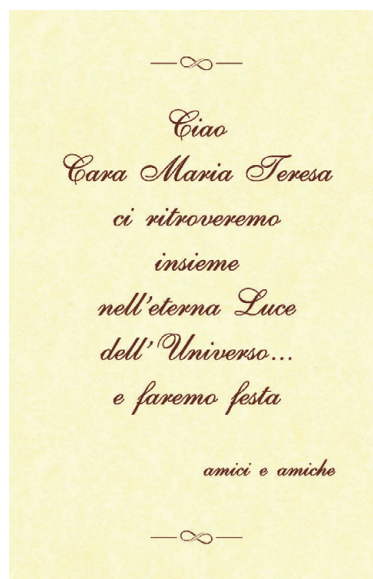 Ciao
Cara Maria Teresa
ci ritroveremo
insieme
nell'eterna Luce
dell'Universo...
e faremo festa
amici e amiche